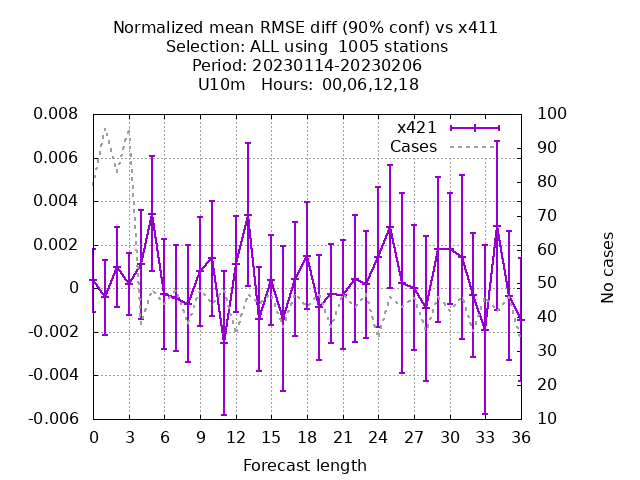 Normalized mean RMSE diff (90% conf) vs x411
Selection: ALL using  1005 stations
Period: 20230114-20230206
U10m   Hours:  00,06,12,18
0.008
0.006
0.004
0.002
0
-0.002
-0.004
-0.006
x421
Cases
100
90
80
70
60
50
40
30
20
10
No cases
0 3 6 9 12 15 18 21 24 27 30 33 36
Forecast length